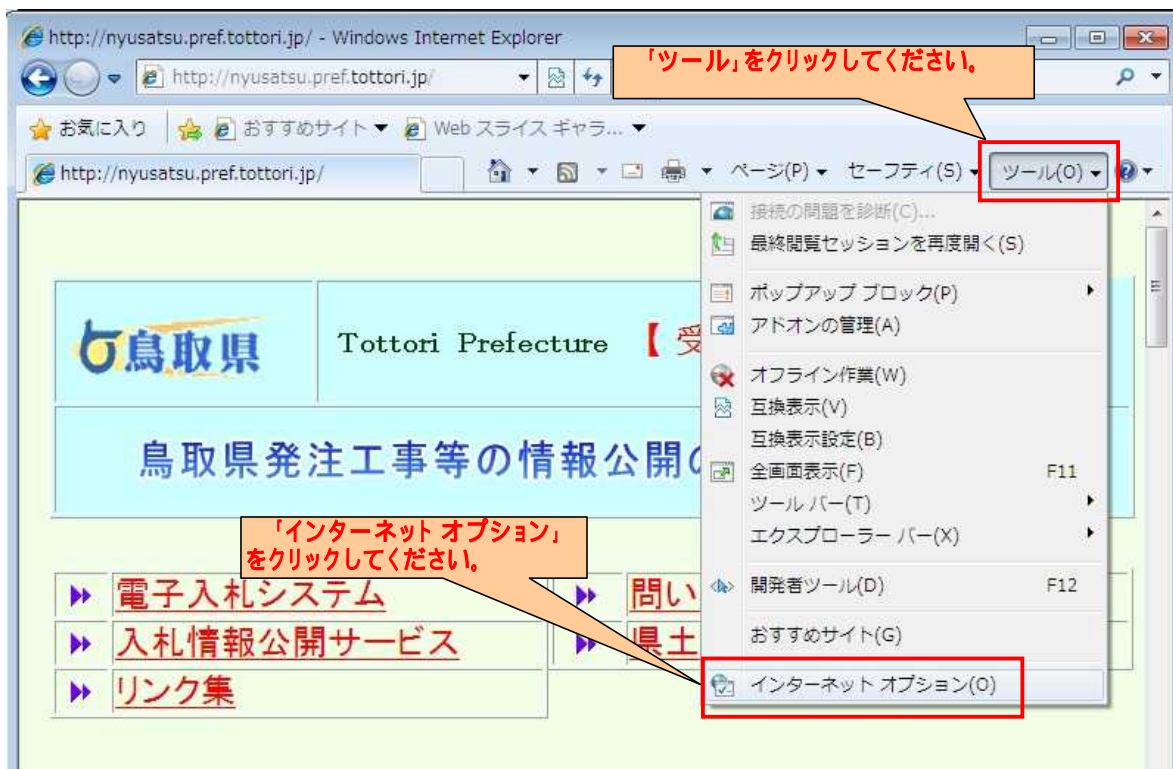 http://nyusatsu.pref.tottori.jp/ - Windows Internet Explorer
http://nyusatsu.pref.tottori.jp/
「ツール」をクリックしてください。
お気に入り おすすめサイト Web スライス ギャラ...
http://nyusatsu.pref.tottori.jp/
ページ(P) セーフティ(S) ツール(O)
接続の問題を診断(C)...
最終閲覧セッションを再度開く(S)
ポップアップ ブロック(P)
アドオンの管理(A)
オフライン作業(W)
互換表示(V)
互換表示設定(B)
全画面表示(F) F11
ツール バー(T)
エクスプローラー バー(X)
開発者ツール(D) F12
おすすめサイト(G)
インターネット オプション(O)
鳥取県
Tottori Prefecture 【 受
鳥取県発注工事等の情報公開の
「インターネット オプション」
をクリックしてください。
電子入札システム
問い
入札情報公開サービス
県土
リンク集